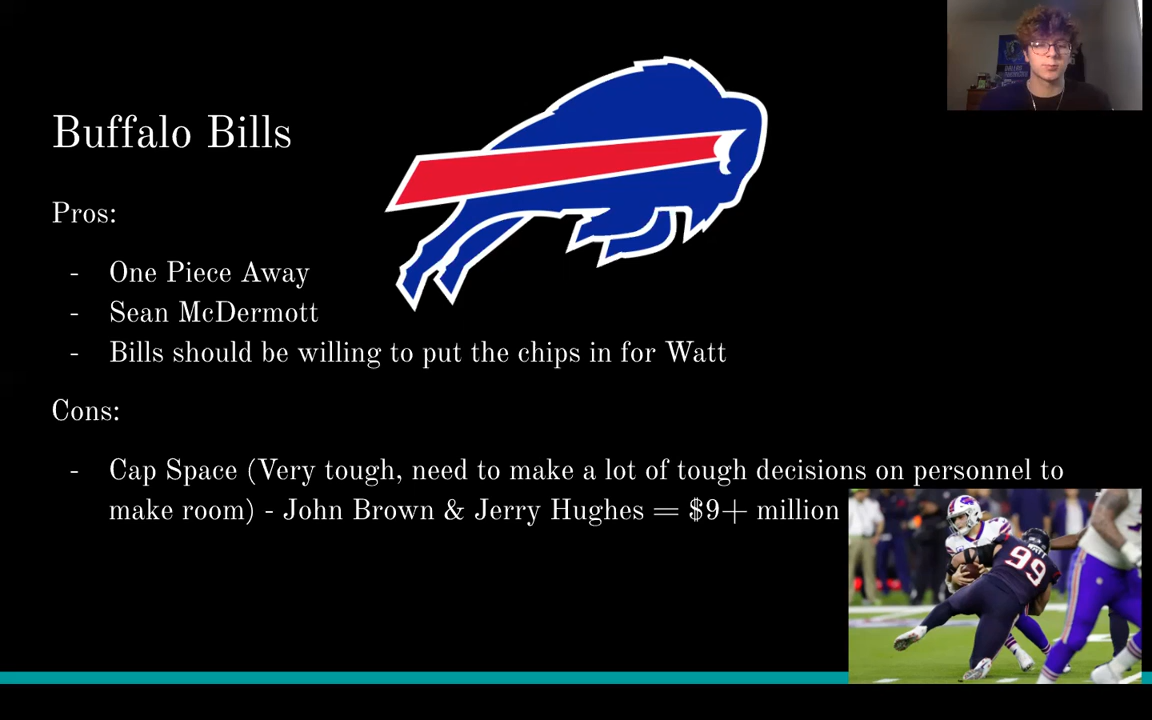 Buffalo Bills
Pros:
- One Piece Away
- Sean McDermott
- Bills should be willing to put the chips in for Watt
Cons:
- Cap Space (Very tough, need to make a lot of tough decisions on personnel to
make room) - John Brown & Jerry Hughes = $9+ million
WATT
99